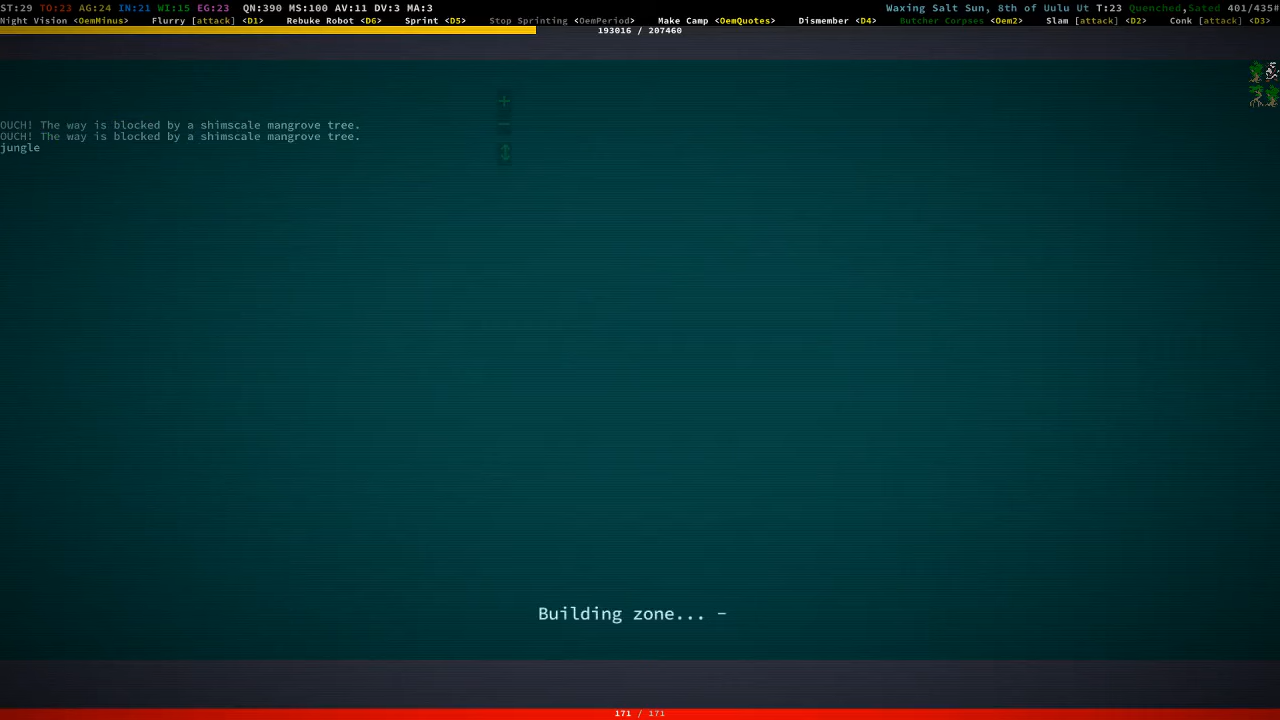 ST:29 TO:23 AG:24 IN:21 WI:15 EG:23 QN:390 MS:100 AV:11 DV:3 MA:3 Waxing Salt Sun, 8th of Uulu Ut T:23 Quenched,Sated 401/435#
Night Vision <OemMinus> Flurry [attack] <D1> Rebuke Robot <D6> Sprint <D5> Stop Sprinting <OemPeriod> Make Camp <OemQuotes> Dismember <D4> Butcher Corpses <Oem2> Slam [attack] <D2> Conk [attack] <D3>
193016 / 207460
OUCH! The way is blocked by a shimscale mangrove tree.
OUCH! The way is blocked by a shimscale mangrove tree.
jungle
Building zone... -
171 / 171